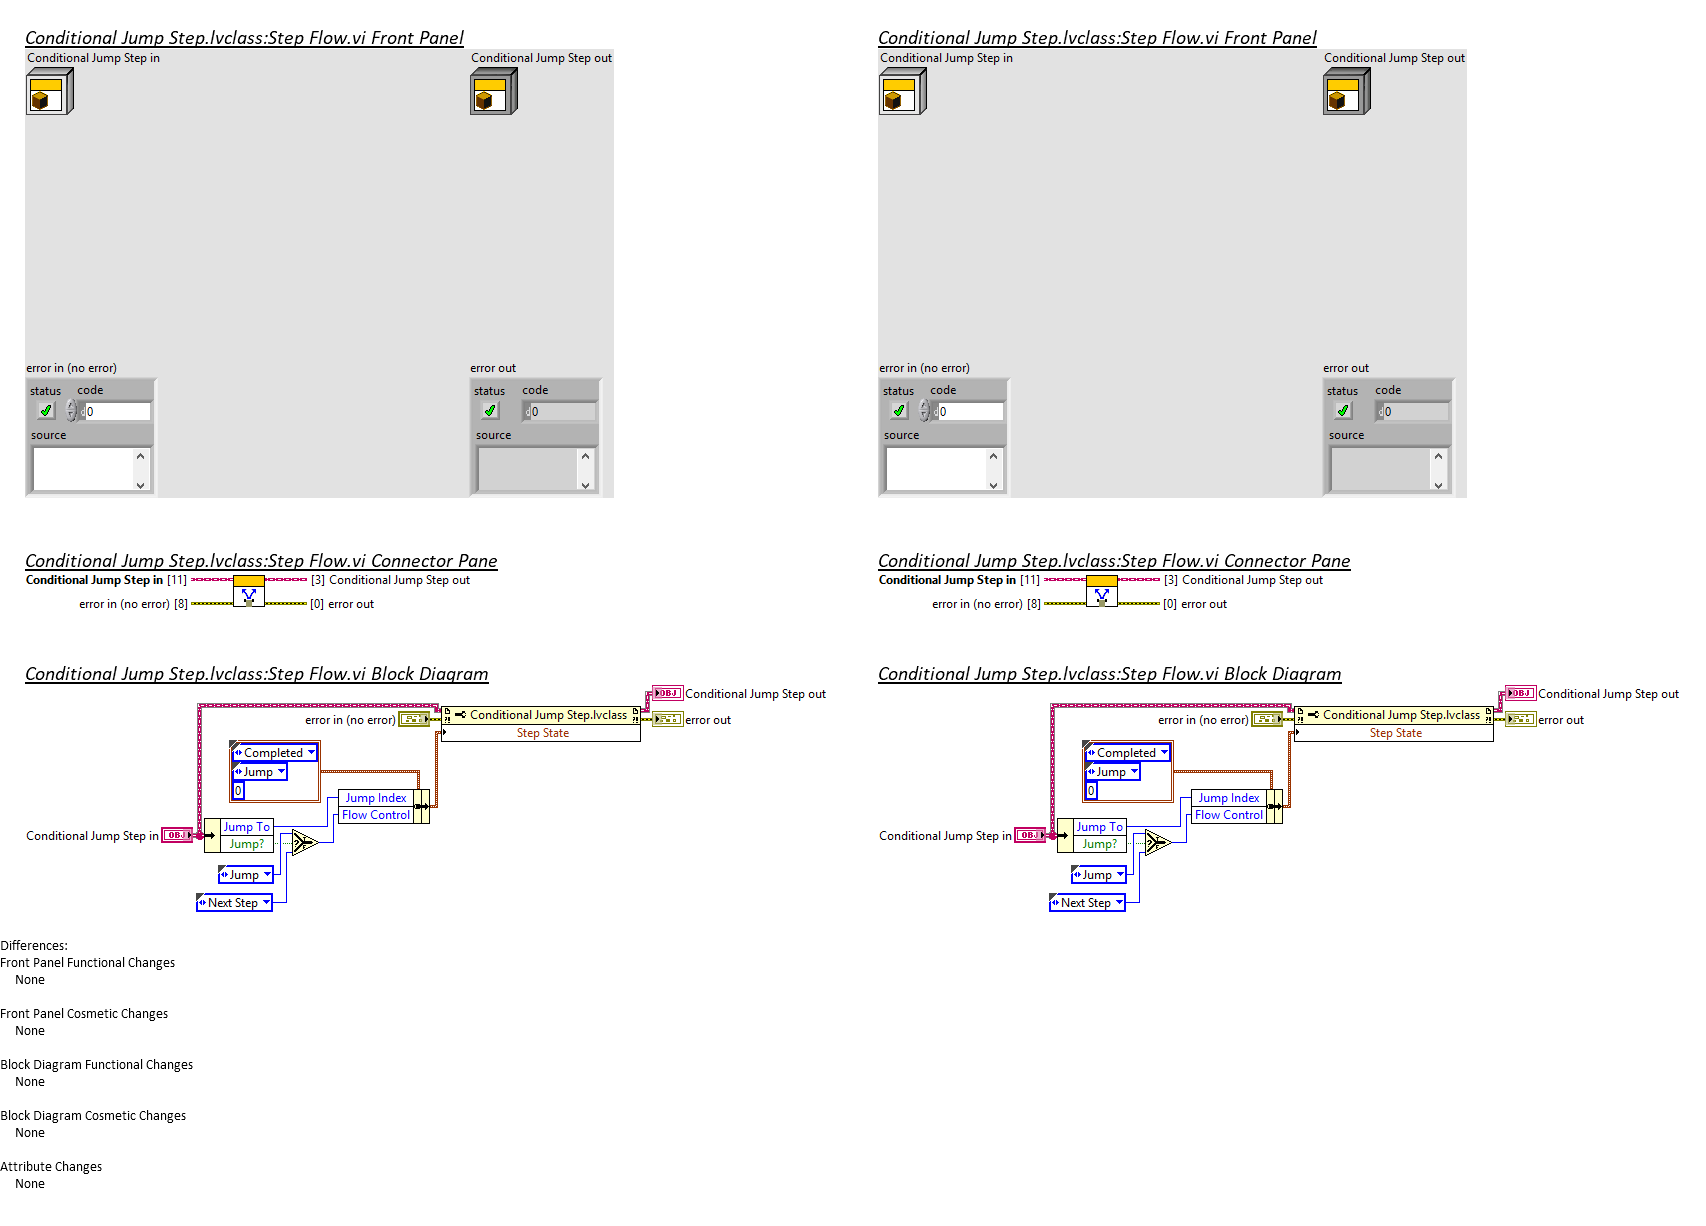 Conditional Jump Step.lvclass:Step Flow.vi Front Panel
Conditional Jump Step in
Conditional Jump Step out
error in (no error)
status
code
d
0
source
error out
status
code
d
0
source
Conditional Jump Step.lvclass:Step Flow.vi Connector Pane
Conditional Jump Step in [11]
[3] Conditional Jump Step out
error in (no error) [8]
[0] error out
Conditional Jump Step.lvclass:Step Flow.vi Block Diagram
OBJ
Conditional Jump Step out
error in (no error)
Conditional Jump Step.lvclass
error out
Step State
Completed
Jump
0
Jump Index
Flow Control
Conditional Jump Step in
OBJ
Jump To
Jump?
?
T
F
Jump
Next Step
Conditional Jump Step.lvclass:Step Flow.vi Front Panel
Conditional Jump Step in
Conditional Jump Step out
error in (no error)
status
code
d
0
source
error out
status
code
d
0
source
Conditional Jump Step.lvclass:Step Flow.vi Connector Pane
Conditional Jump Step in [11]
[3] Conditional Jump Step out
error in (no error) [8]
[0] error out
Conditional Jump Step.lvclass:Step Flow.vi Block Diagram
OBJ
Conditional Jump Step out
error in (no error)
Conditional Jump Step.lvclass
error out
Step State
Completed
Jump
0
Jump Index
Flow Control
Conditional Jump Step in
OBJ
Jump To
Jump?
?
T
F
Jump
Next Step
Differences:
Front Panel Functional Changes
None
Front Panel Cosmetic Changes
None
Block Diagram Functional Changes
None
Block Diagram Cosmetic Changes
None
Attribute Changes
None